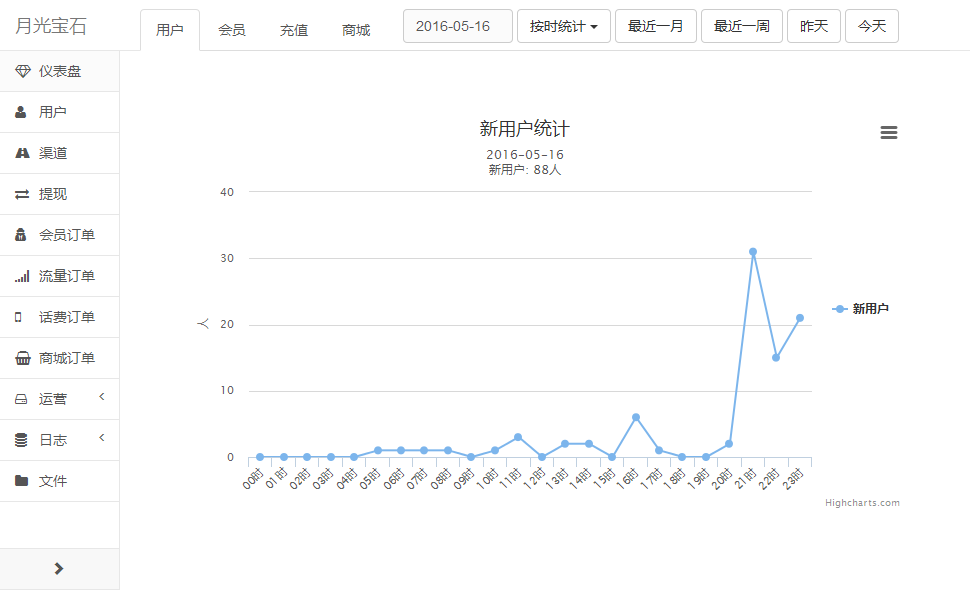 月光宝石
用户 会员 充值 商城 2016-05-16 按时统计 最近一月 最近一周 昨天 今天
仪表盘
用户
渠道
提现
会员订单
流量订单
话费订单
商城订单
运营
日志
文件
新用户统计
2016-05-16
新用户: 88人
40
30
20
10
0
人
00时 01时 02时 03时 04时 05时 06时 07时 08时 09时 10时 11时 12时 13时 14时 15时 16时 17时 18时 19时 20时 21时 22时 23时
新用户
Highcharts.com